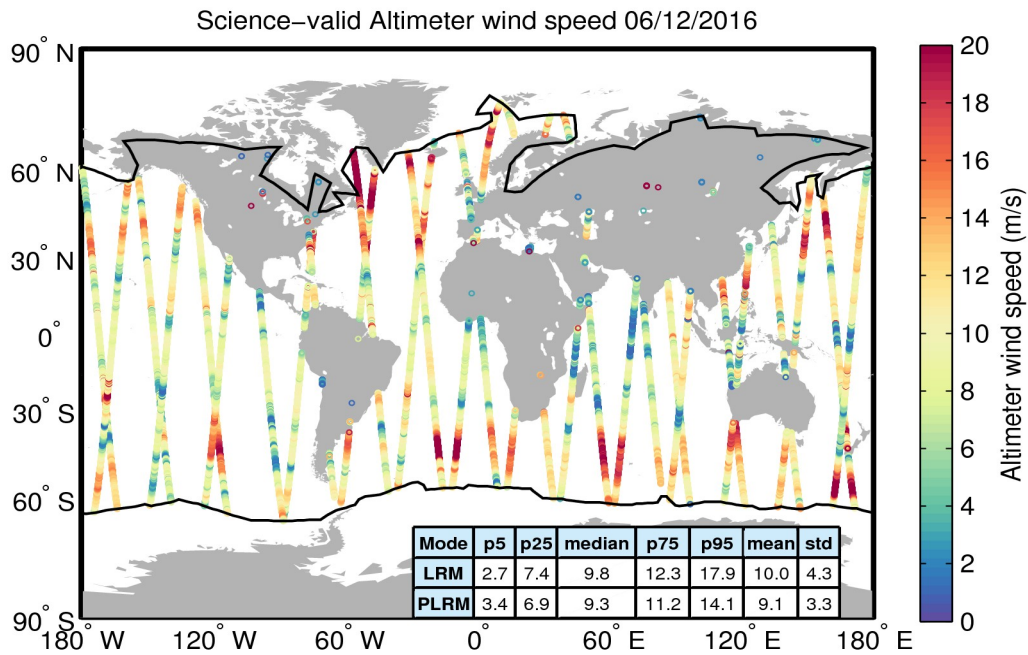 Science−valid Altimeter wind speed 06/12/2016
90° N
60° N
30° N
0°
30° S
60° S
90° S
180° W
120° W
60° W
0°
60° E
120° E
180° E
Mode p5 p25 median p75 p95 mean std
LRM 2.7 7.4 9.8 12.3 17.9 10.0 4.3
PLRM 3.4 6.9 9.3 11.2 14.1 9.1 3.3
20
18
16
14
12
10
8
6
4
2
0
Altimeter wind speed (m/s)